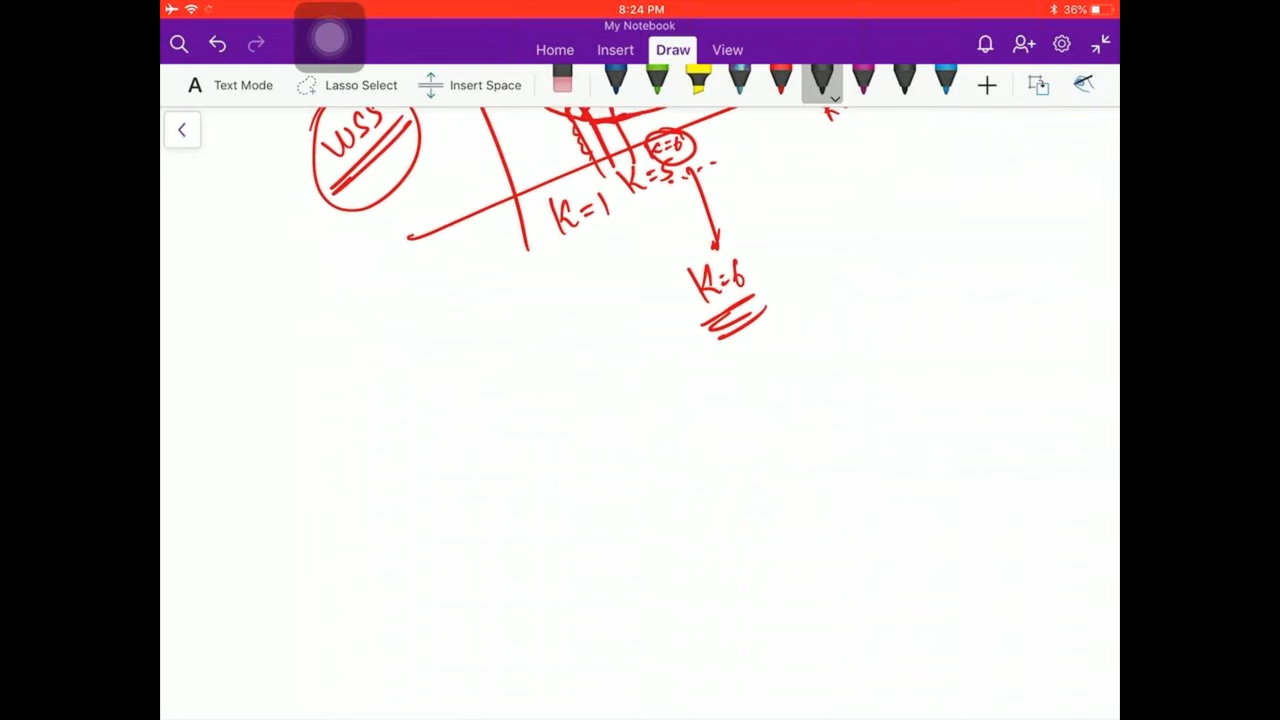 8:24 PM
36%
My Notebook
Home Insert Draw View
A Text Mode Lasso Select Insert Space
WSS
K=6
K=5....
K=1
K=6